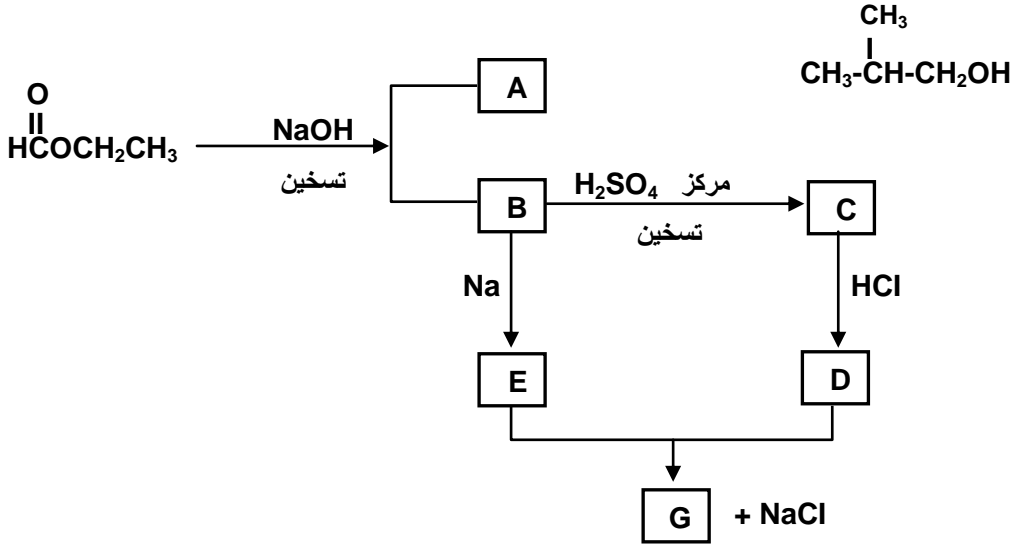 CH₃
CH₃-CH-CH₂OH
O
HCOCH₂CH₃
NaOH
تسخين
A
B
H₂SO₄ مركز
تسخين
C
Na
HCl
E
D
G + NaCl